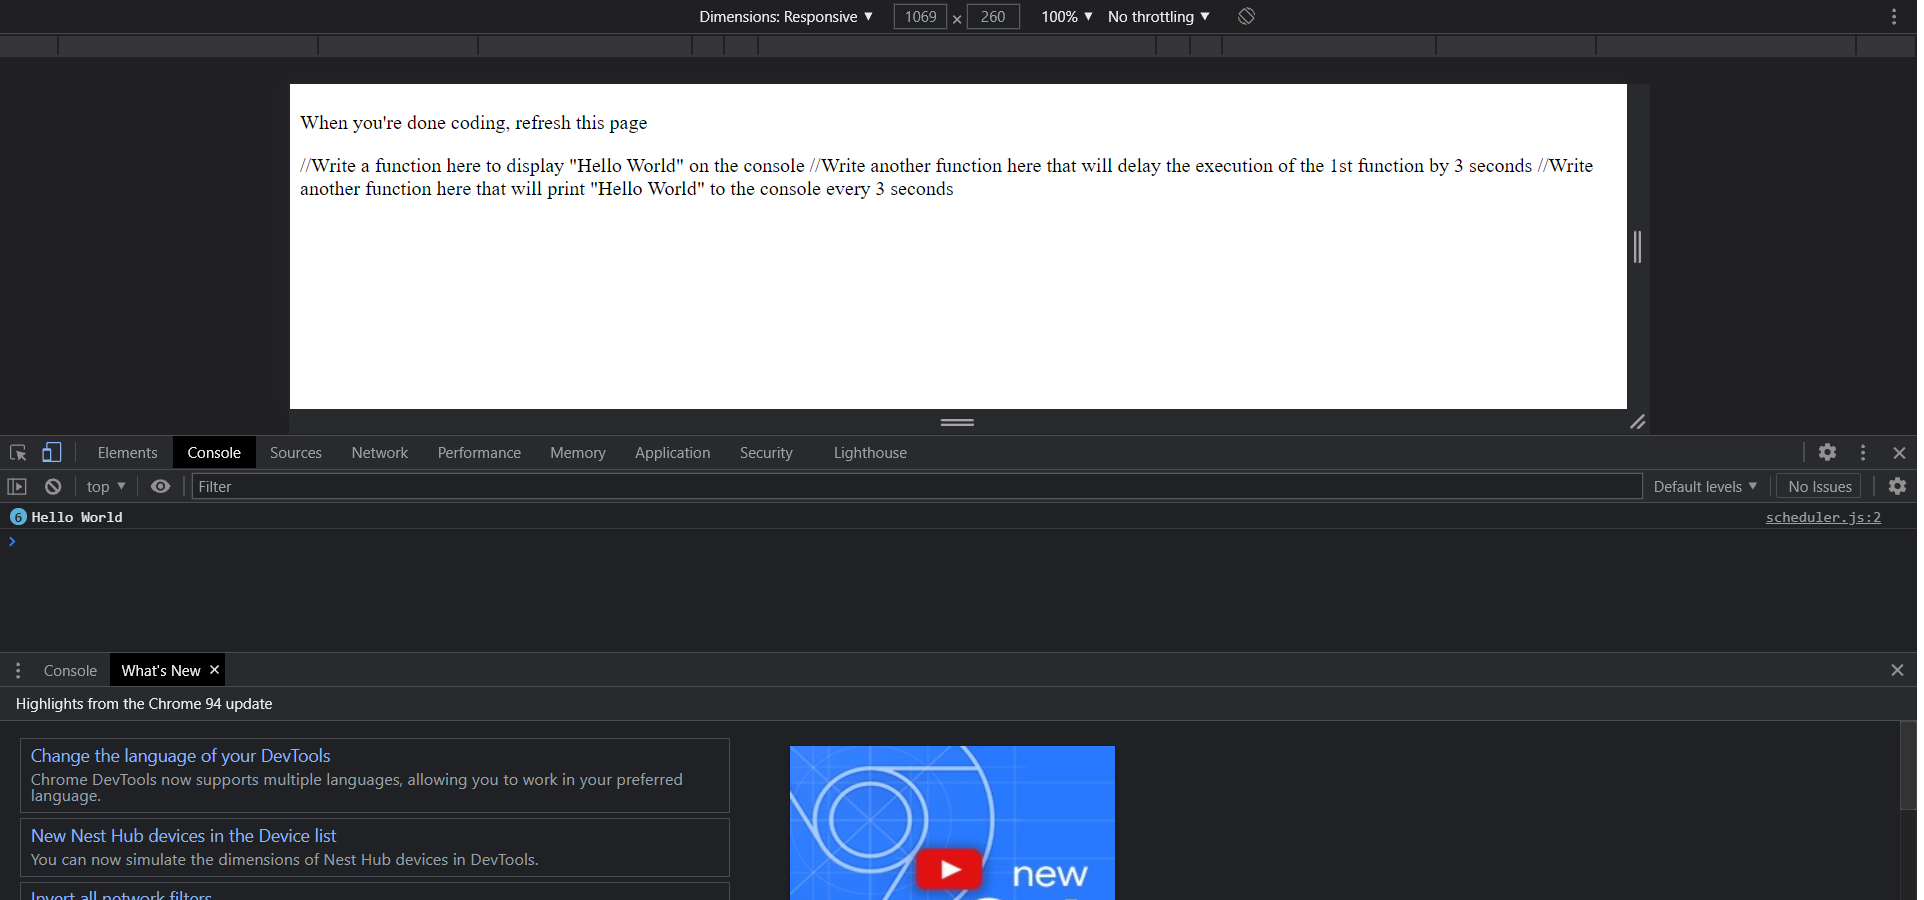 Dimensions: Responsive ▼ 1069 × 260 100% ▼ No throttling ▼
When you're done coding, refresh this page
//Write a function here to display "Hello World" on the console //Write another function here that will delay the execution of the 1st function by 3 seconds //Write
another function here that will print "Hello World" to the console every 3 seconds
Elements Console Sources Network Performance Memory Application Security Lighthouse
top ▼ Filter Default levels ▼ No Issues
6 Hello World scheduler.js:2
Console What's New ×
Highlights from the Chrome 94 update
Change the language of your DevTools
Chrome DevTools now supports multiple languages, allowing you to work in your preferred
language.
New Nest Hub devices in the Device list
You can now simulate the dimensions of Nest Hub devices in DevTools.
Invert all network filters
new